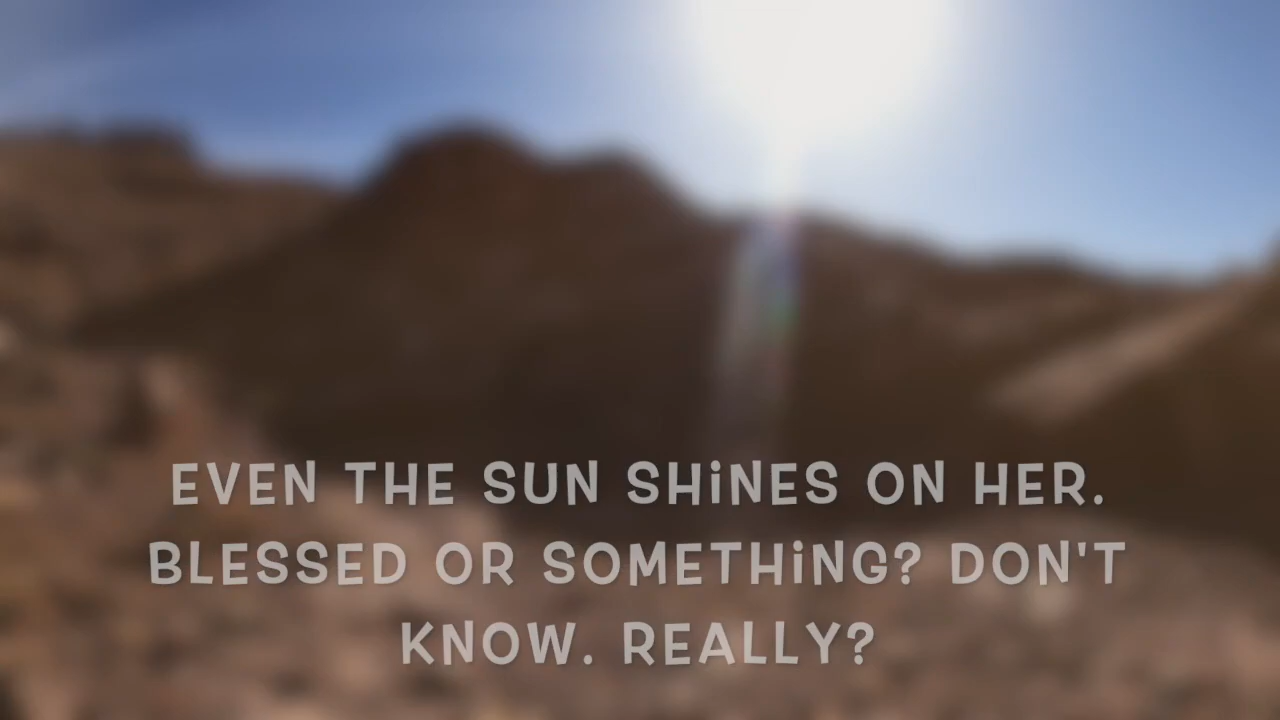 EVEN THE SUN SHiNES ON HER.
BLESSED OR SOMETHiNG? DON'T
KNOW. REALLY?